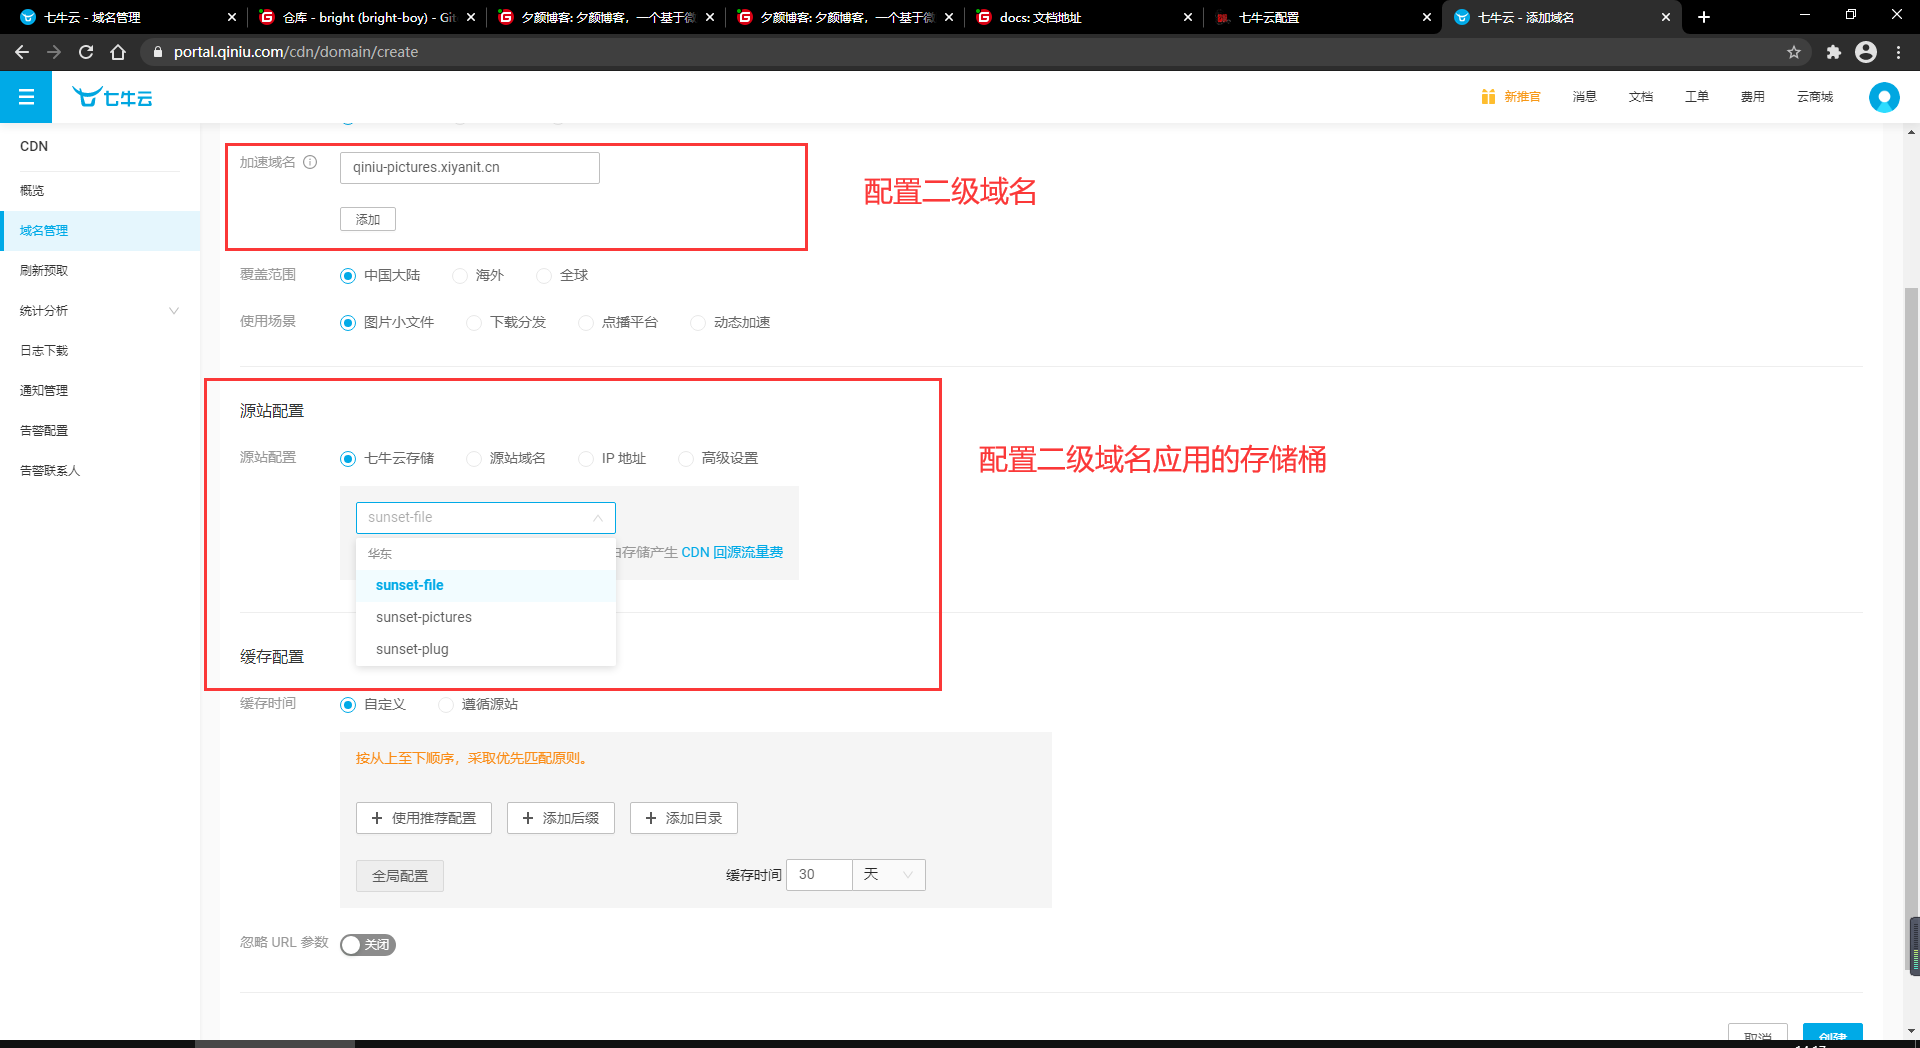 七牛云 - 域名管理
仓库 - bright (bright-boy) - Git
夕颜博客: 夕颜博客，一个基于微
夕颜博客: 夕颜博客，一个基于微
docs: 文档地址
七牛云配置
七牛云 - 添加域名
portal.qiniu.com/cdn/domain/create
七牛云
新推官
消息
文档
工单
费用
云商城
CDN
概览
域名管理
刷新预取
统计分析
日志下载
通知管理
告警配置
告警联系人
加速域名
qiniu-pictures.xiyanit.cn
添加
配置二级域名
覆盖范围
中国大陆 海外 全球
使用场景
图片小文件 下载分发 点播平台 动态加速
源站配置
源站配置
七牛云存储 源站域名 IP 地址 高级设置
配置二级域名应用的存储桶
sunset-file
存储产生 CDN 回源流量费
华东
sunset-file
sunset-pictures
sunset-plug
缓存配置
缓存时间
自定义 遵循源站
按从上至下顺序，采取优先匹配原则。
使用推荐配置
添加后缀
添加目录
全局配置
缓存时间 30 天
忽略 URL 参数 关闭
取消
创建